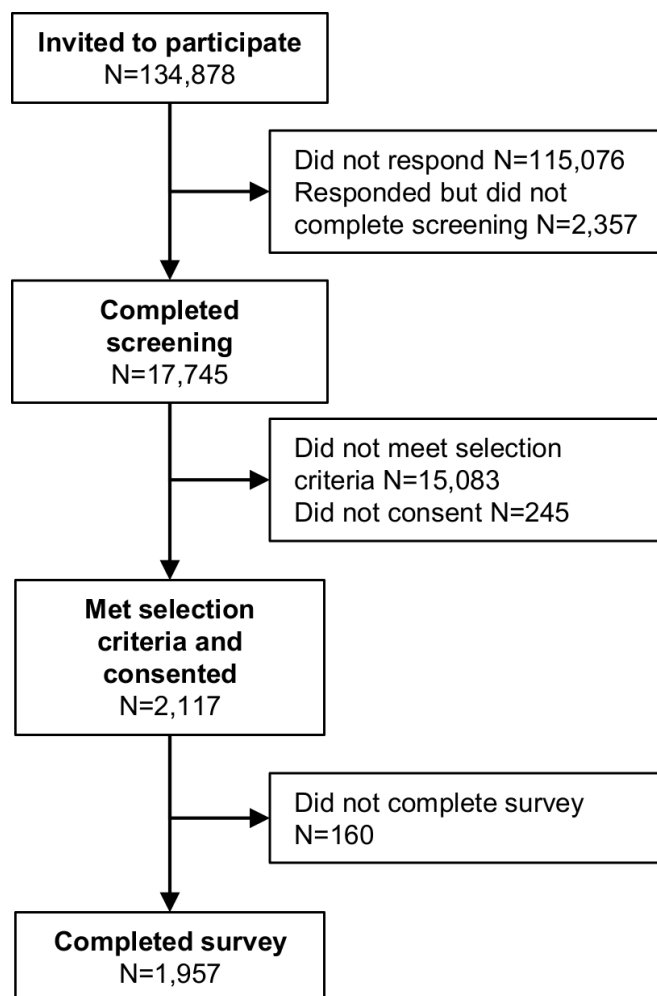 Invited to participate
N=134,878
Did not respond N=115,076
Responded but did not
complete screening N=2,357
Completed
screening
N=17,745
Did not meet selection
criteria N=15,083
Did not consent N=245
Met selection
criteria and
consented
N=2,117
Did not complete survey
N=160
Completed survey
N=1,957